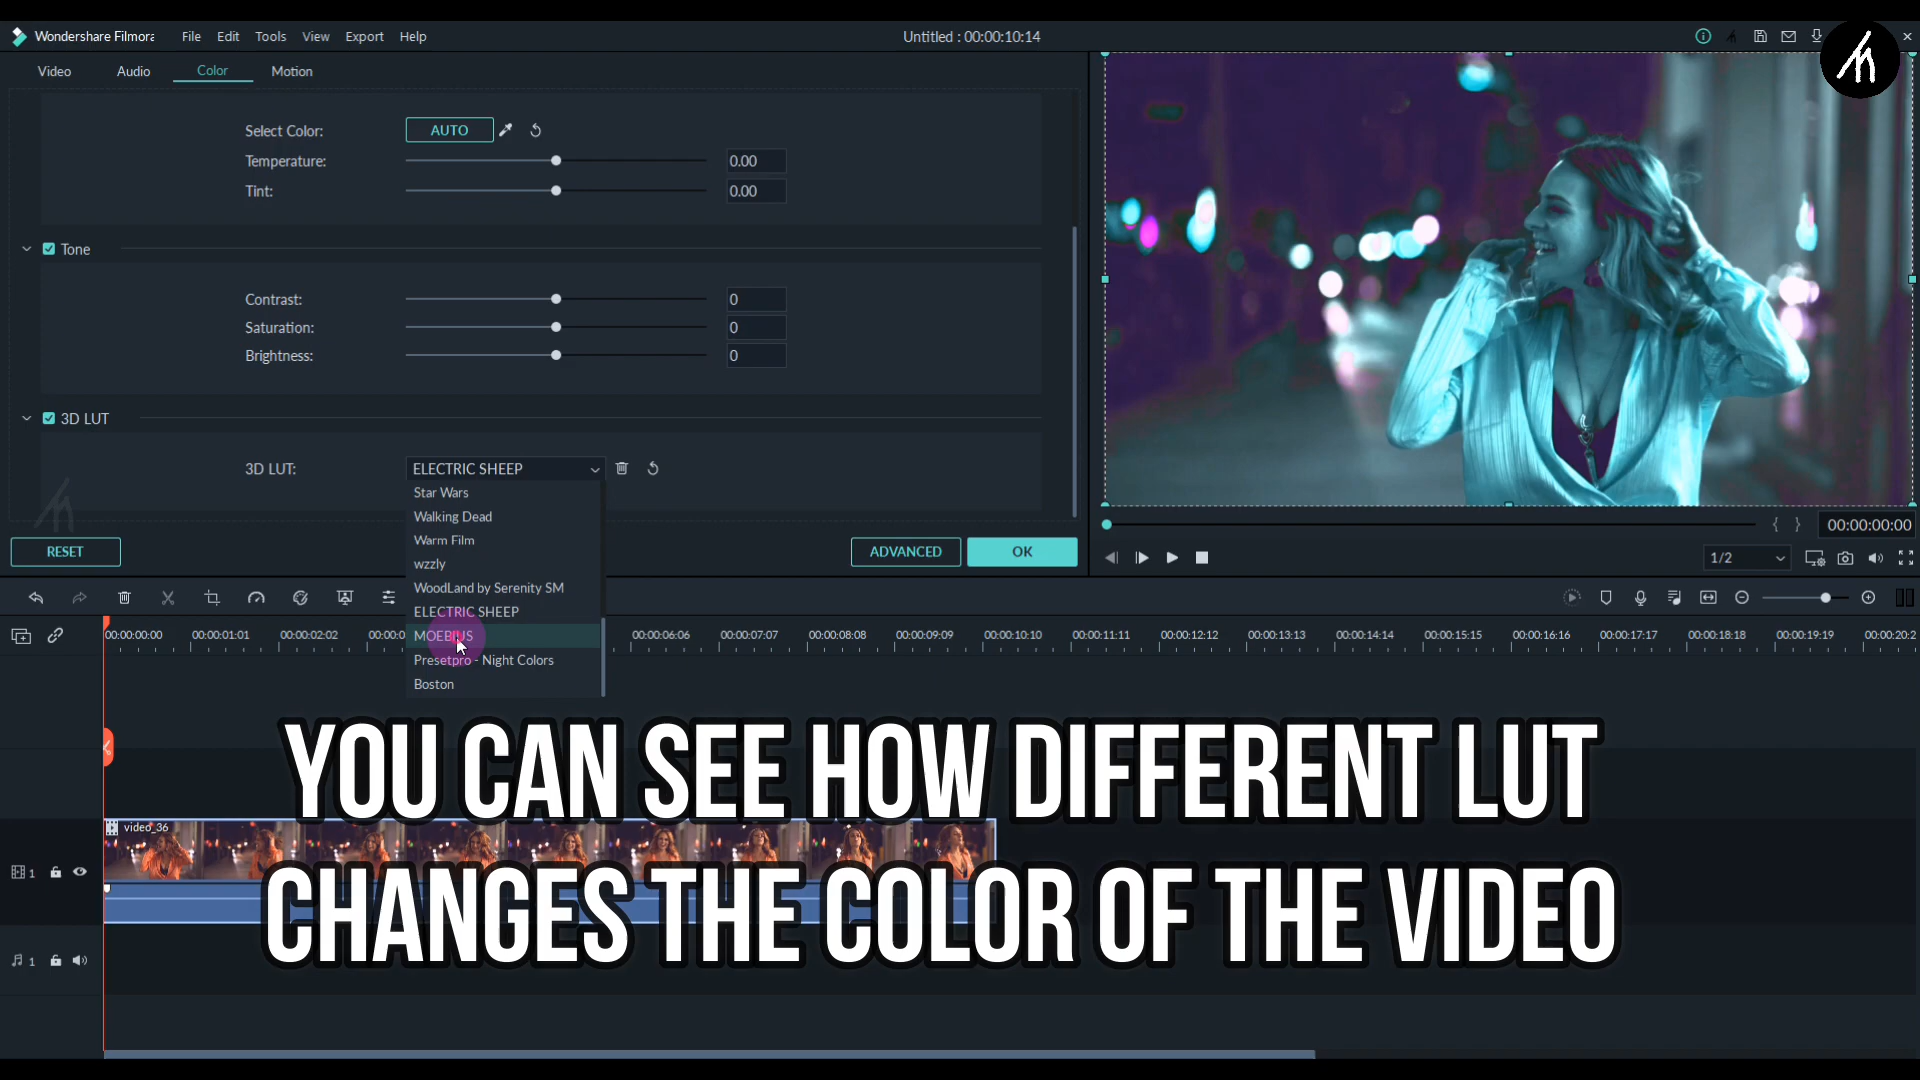 Wondershare Filmora File Edit Tools View Export Help Untitled : 00:00:10:14
Video Audio Color Motion
Select Color: AUTO
Temperature: 0.00
Tint: 0.00
Tone
Contrast: 0
Saturation: 0
Brightness: 0
3D LUT
3D LUT: ELECTRIC SHEEP
Star Wars
Walking Dead
Warm Film
wzzly
WoodLand by Serenity SM
ELECTRIC SHEEP
MOEBIUS
Presetpro - Night Colors
Boston
RESET ADVANCED OK
00:00:00:00
1/2
00:00:00:00 00:00:01:01 00:00:02:02 00:00:0 00:00:06:06 00:00:07:07 00:00:08:08 00:00:09:09 00:00:10:10 00:00:11:11 00:00:12:12 00:00:13:13 00:00:14:14 00:00:15:15 00:00:16:16 00:00:17:17 00:00:18:18 00:00:19:19 00:00:20:2
YOU CAN SEE HOW DIFFERENT LUT
video_36
1
CHANGES THE COLOR OF THE VIDEO
1